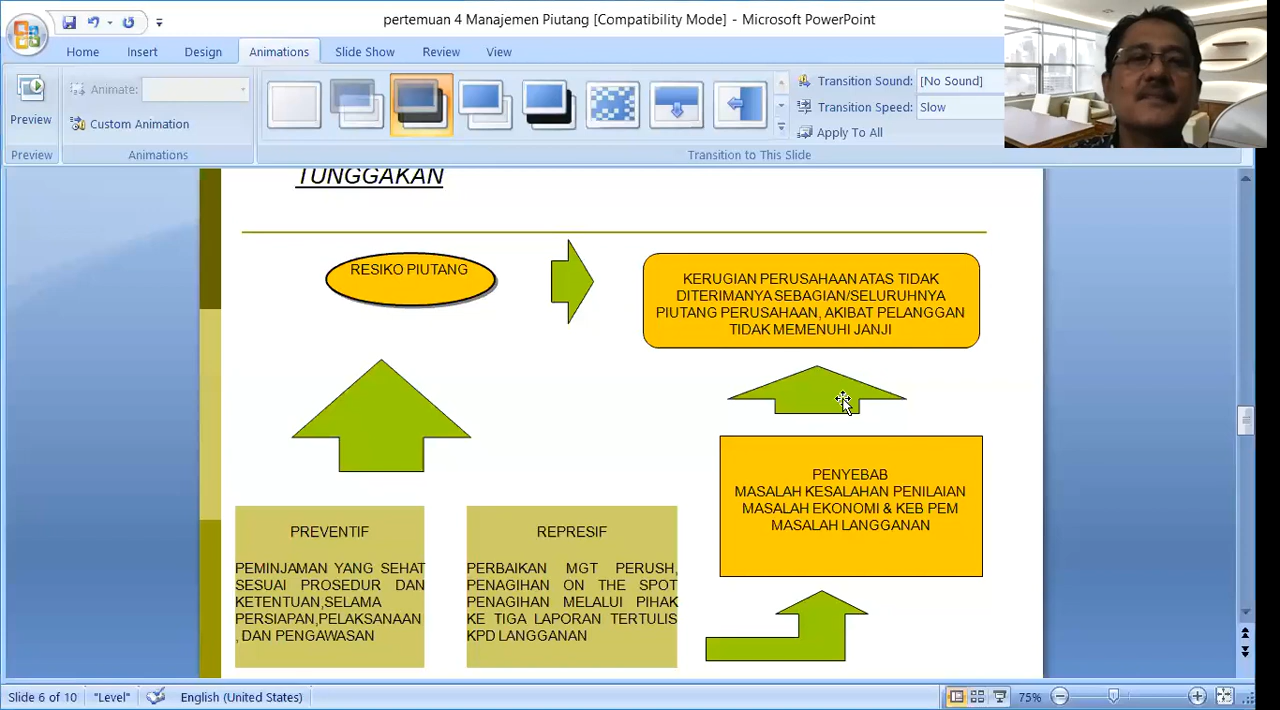 pertemuan 4 Manajemen Piutang [Compatibility Mode] - Microsoft PowerPoint
Home Insert Design Animations Slide Show Review View
Preview
Preview
Animate:
Custom Animation
Animations
Transition Sound: [No Sound]
Transition Speed: Slow
Apply To All
Transition to This Slide
TUNGGAKAN
RESIKO PIUTANG
KERUGIAN PERUSAHAAN ATAS TIDAK
DITERIMANYA SEBAGIAN/SELURUHNYA
PIUTANG PERUSAHAAN, AKIBAT PELANGGAN
TIDAK MEMENUHI JANJI
PENYEBAB
MASALAH KESALAHAN PENILAIAN
MASALAH EKONOMI & KEB PEM
MASALAH LANGGANAN
PREVENTIF
PEMINJAMAN YANG SEHAT
SESUAI PROSEDUR DAN
KETENTUAN,SELAMA
PERSIAPAN,PELAKSANAAN
, DAN PENGAWASAN
REPRESIF
PERBAIKAN MGT PERUSH,
PENAGIHAN ON THE SPOT
PENAGIHAN MELALUI PIHAK
KE TIGA LAPORAN TERTULIS
KPD LANGGANAN
Slide 6 of 10 "Level" English (United States) 75%